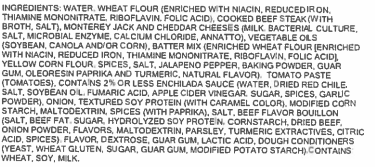 INGREDIENTS: WATER. WHEAT FLOUR (ENRICHED WITH NIACIN, REDUCED IRON,
THIAMINE MONONITRATE, RIBOFLAVIN, FOLIC ACID), COOKED BEEF STEAK (WITH
BROTH, SALT), MONTEREY JACK AND CHEDDAR CHEESES (MILK, BACTERIAL CULTURE,
SALT, MICROBIAL ENZYME, CALCIUM CHLORIDE, ANNATTO), VEGETABLE OILS
(SOYBEAN, CANOLA AND/OR CORN), BATTER MIX (ENRICHED WHEAT FLOUR [ENRICHED
WITH NIACIN, REDUCED IRON, THIAMINE MONONITRATE, RIBOFLAVIN, FOLIC ACID],
YELLOW CORN FLOUR, SPICES, SALT, JALAPENO PEPPER, BAKING POWDER, GUAR
GUM, OLEORESIN PAPRIKA AND TURMERIC, NATURAL FLAVOR). TOMATO PASTE
(TOMATOES), CONTAINS 2% OR LESS ENCHILADA SAUCE (WATER, DRIED RED CHILE,
SALT, SOYBEAN OIL, FUMARIC ACID, APPLE CIDER VINEGAR, SUGAR, SPICES, GARLIC
POWDER), ONION, TEXTURED SOY PROTEIN (WITH CARAMEL COLOR), MODIFIED CORN
STARCH, MALTODEXTRIN, SPICES (WITH PAPRIKA), SALT, BEEF FLAVOR BOUILLON
(SALT, BEEF FAT, SUGAR, HYDROLYZED SOY PROTEIN, CORNSTARCH, DRIED BEEF,
ONION POWDER, FLAVORS, MALTODEXTRIN, PARSLEY, TURMERIC EXTRACTIVES, CITRIC
ACID, SPICES). FLAVOR, DEXTROSE, GUAR GUM, LACTIC ACID, DOUGH CONDITIONERS
(YEAST, WHEAT GLUTEN, SUGAR, GUAR GUM, MODIFIED POTATO STARCH). CONTAINS
WHEAT, SOY, MILK.